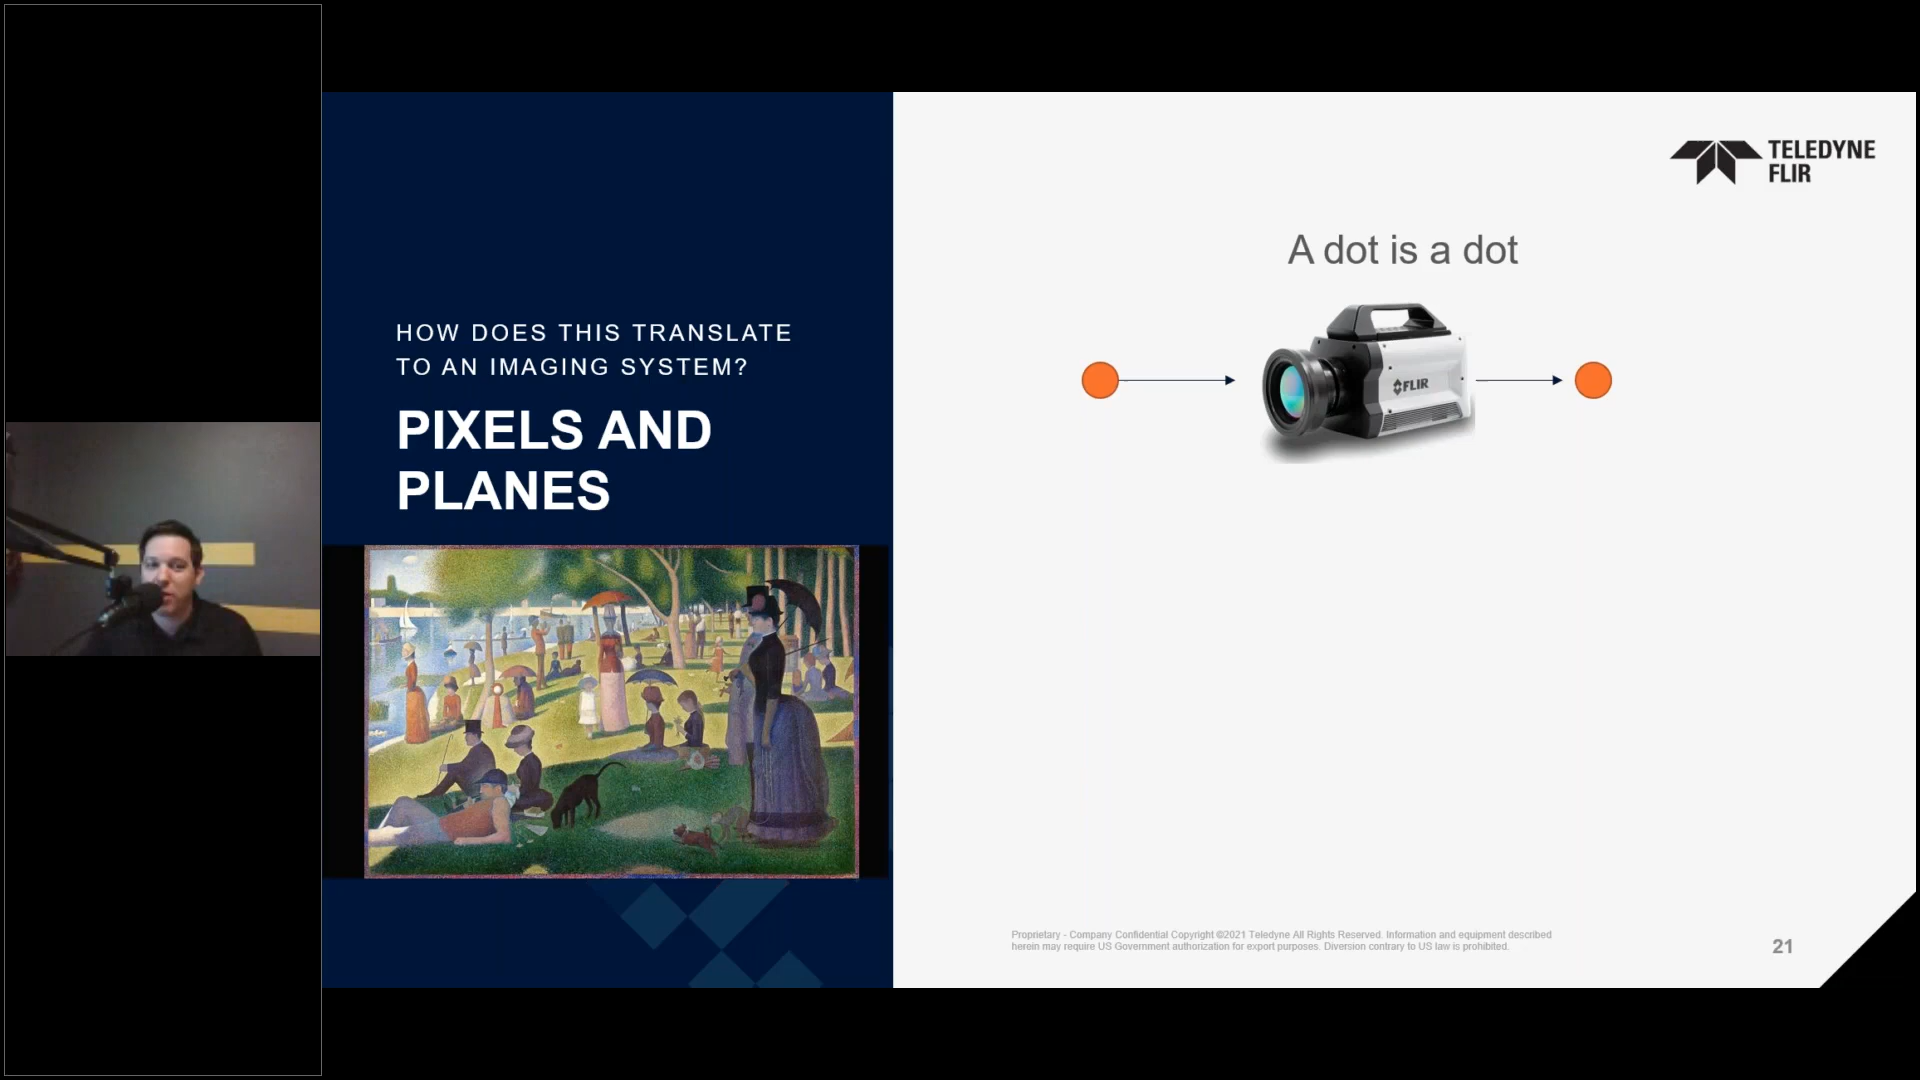 HOW DOES THIS TRANSLATE
TO AN IMAGING SYSTEM?
PIXELS AND
PLANES
TELEDYNE
FLIR
A dot is a dot
FLIR
Proprietary - Company Confidential Copyright ©2021 Teledyne All Rights Reserved. Information and equipment described
herein may require US Government authorization for export purposes. Diversion contrary to US law is prohibited.
21